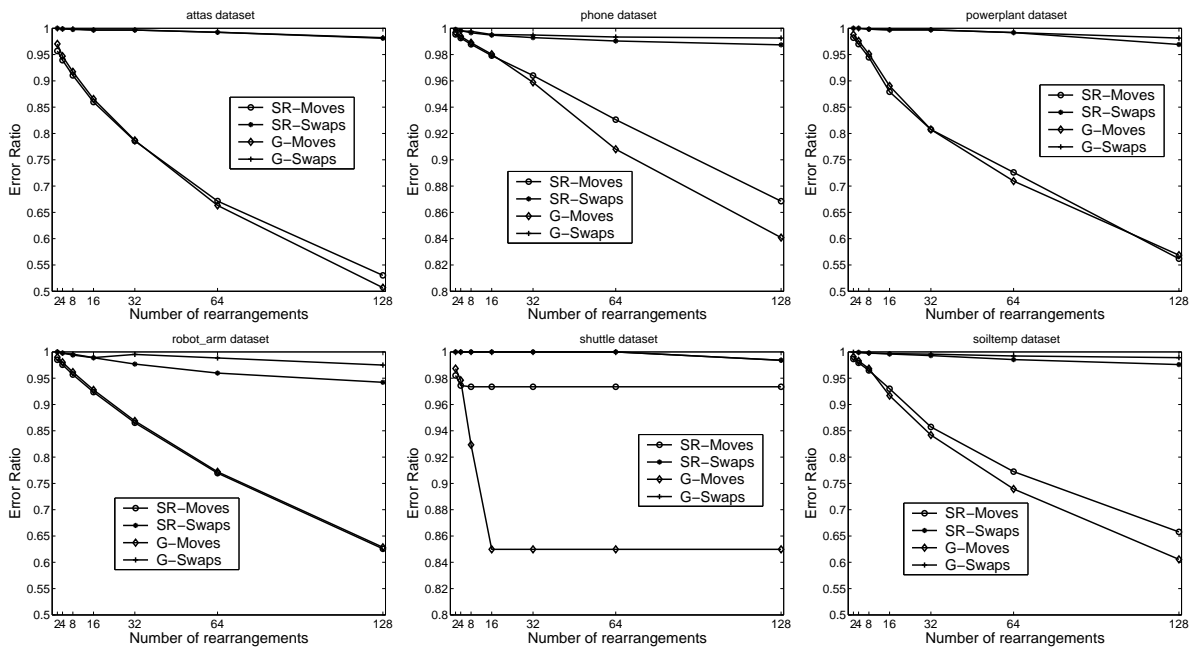 attas dataset
1
0.95
0.9
0.85
0.8
0.75
0.7
0.65
0.6
0.55
0.5
Error Ratio
SR−Moves
SR−Swaps
G−Moves
G−Swaps
2 4 8 16 32 64 128
Number of rearrangements
phone dataset
1
0.98
0.96
0.94
0.92
0.9
0.88
0.86
0.84
0.82
0.8
Error Ratio
SR−Moves
SR−Swaps
G−Moves
G−Swaps
2 4 8 16 32 64 128
Number of rearrangements
powerplant dataset
1
0.95
0.9
0.85
0.8
0.75
0.7
0.65
0.6
0.55
0.5
Error Ratio
SR−Moves
SR−Swaps
G−Moves
G−Swaps
2 4 8 16 32 64 128
Number of rearrangements
robot_arm dataset
1
0.95
0.9
0.85
0.8
0.75
0.7
0.65
0.6
0.55
0.5
Error Ratio
SR−Moves
SR−Swaps
G−Moves
G−Swaps
2 4 8 16 32 64 128
Number of rearrangements
shuttle dataset
1
0.98
0.96
0.94
0.92
0.9
0.88
0.86
0.84
0.82
0.8
Error Ratio
SR−Moves
SR−Swaps
G−Moves
G−Swaps
2 4 8 16 32 64 128
Number of rearrangements
soiltemp dataset
1
0.95
0.9
0.85
0.8
0.75
0.7
0.65
0.6
0.55
0.5
Error Ratio
SR−Moves
SR−Swaps
G−Moves
G−Swaps
2 4 8 16 32 64 128
Number of rearrangements